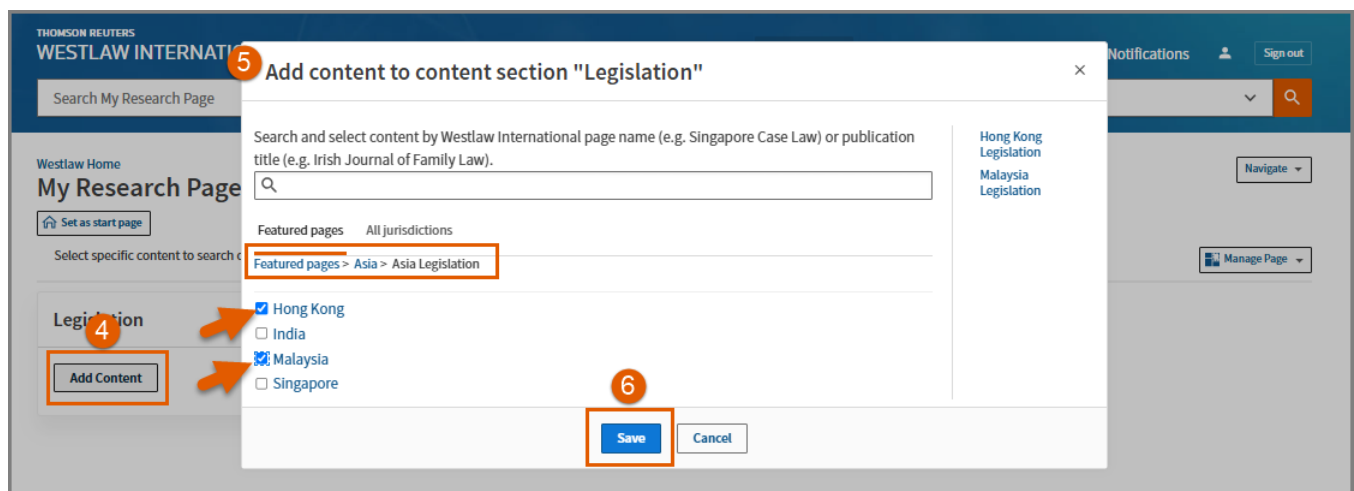 THOMSON REUTERS
WESTLAW INTERNATI
5
Add content to content section "Legislation"
×
Notifications
Sign out
Search My Research Page
Search and select content by Westlaw International page name (e.g. Singapore Case Law) or publication
title (e.g. Irish Journal of Family Law).
Hong Kong
Legislation
Malaysia
Legislation
Westlaw Home
My Research Page
Navigate
Set as start page
Featured pages All jurisdictions
Select specific content to search
Featured pages > Asia > Asia Legislation
Manage Page
Hong Kong
India
Malaysia
Singapore
4
Add Content
6
Save
Cancel